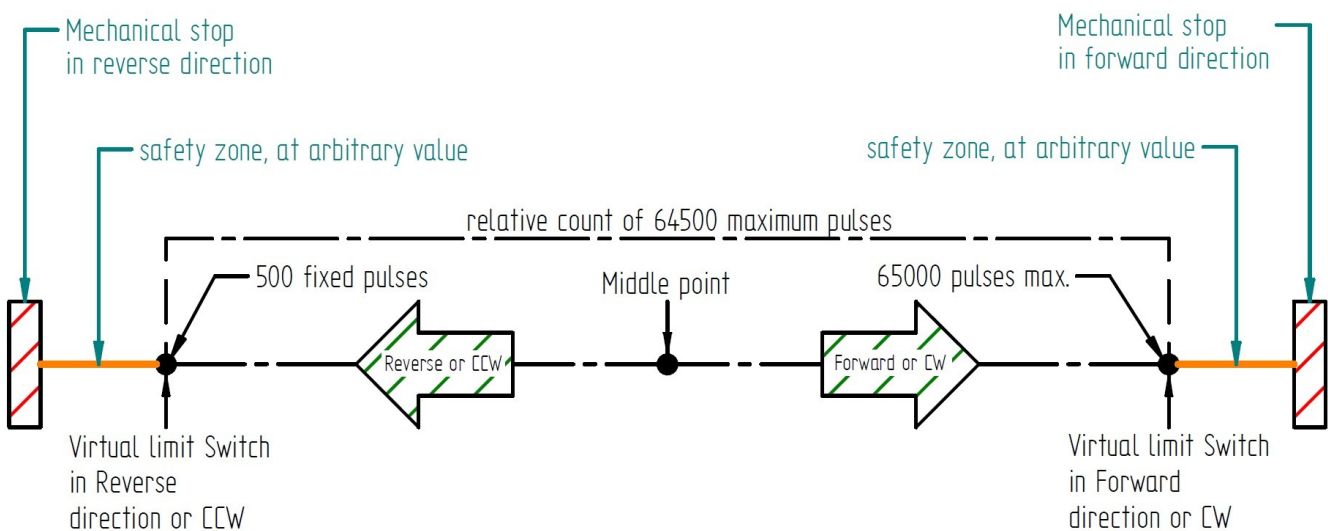 Mechanical stop
in reverse direction
Mechanical stop
in forward direction
safety zone, at arbitrary value
safety zone, at arbitrary value
relative count of 64500 maximum pulses
500 fixed pulses
Middle point
65000 pulses max.
Reverse or CCW
Forward or CW
Virtual limit Switch
in Reverse
direction or CCW
Virtual limit Switch
in Forward
direction or CW